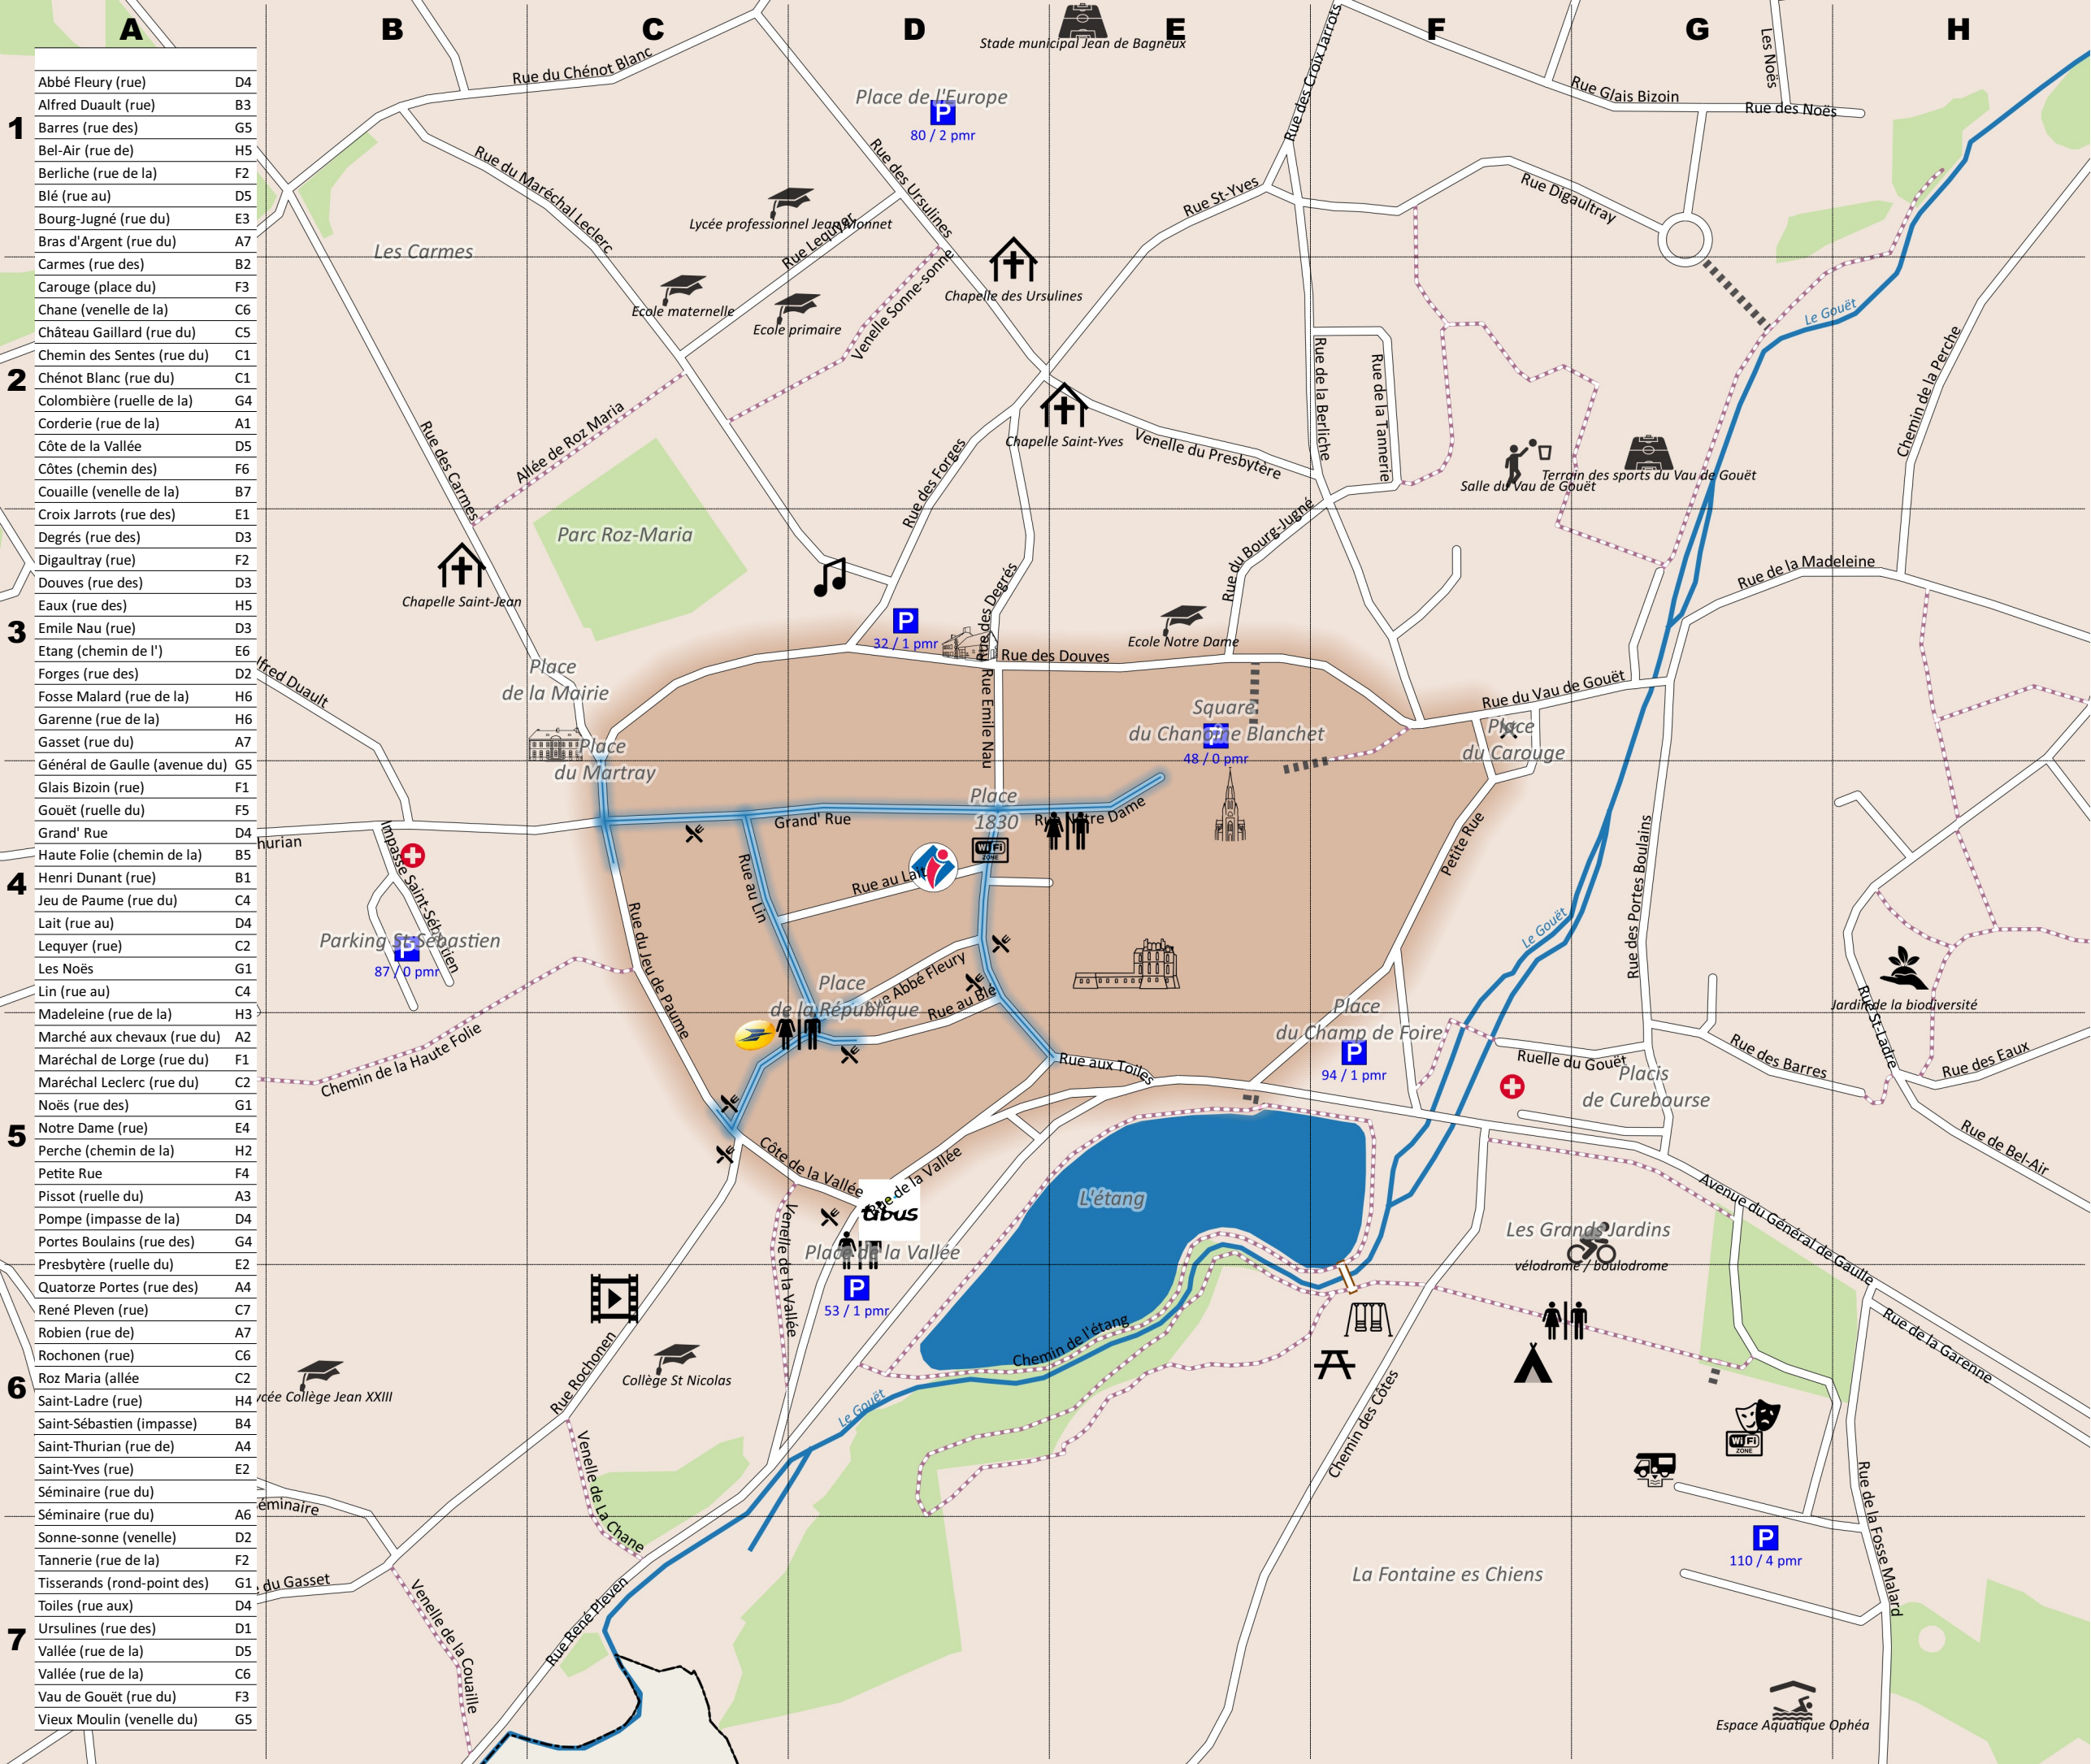 A B C D E F G H
1
2
3
4
5
6
7
Abbé Fleury (rue) D4
Alfred Duault (rue) B3
Barres (rue des) G5
Bel-Air (rue de) H5
Berliche (rue de la) F2
Blé (rue au) D5
Bourg-Jugné (rue du) E3
Bras d'Argent (rue du) A7
Carmes (rue des) B2
Carouge (place du) F3
Chane (venelle de la) C6
Château Gaillard (rue du) C5
Chemin des Sentes (rue du) C1
Chénot Blanc (rue du) C1
Colombière (ruelle de la) G4
Corderie (rue de la) A1
Côte de la Vallée D5
Côtes (chemin des) F6
Couaille (venelle de la) B7
Croix Jarrots (rue des) E1
Degrés (rue des) D3
Digaultray (rue) F2
Douves (rue des) D3
Eaux (rue des) H5
Emile Nau (rue) D3
Etang (chemin de l') E6
Forges (rue des) D2
Fosse Malard (rue de la) H6
Garenne (rue de la) H6
Gasset (rue du) A7
Général de Gaulle (avenue du) G5
Glais Bizoin (rue) F1
Gouët (ruelle du) F5
Grand' Rue D4
Haute Folie (chemin de la) B5
Henri Dunant (rue) B1
Jeu de Paume (rue du) C4
Lait (rue au) D4
Lequyer (rue) C2
Les Noës G1
Lin (rue au) C4
Madeleine (rue de la) H3
Marché aux chevaux (rue du) A2
Maréchal de Lorge (rue du) F1
Maréchal Leclerc (rue du) C2
Noës (rue des) G1
Notre Dame (rue) E4
Perche (chemin de la) H2
Petite Rue F4
Pissot (ruelle du) A3
Pompe (impasse de la) D4
Portes Boulains (rue des) G4
Presbytère (ruelle du) E2
Quatorze Portes (rue des) A4
René Pleven (rue) C7
Robien (rue de) A7
Rochonen (rue) C6
Roz Maria (allée C2
Saint-Ladre (rue) H4
Saint-Sébastien (impasse) B4
Saint-Thurian (rue de) A4
Saint-Yves (rue) E2
Séminaire (rue du)
Séminaire (rue du) A6
Sonne-sonne (venelle) D2
Tannerie (rue de la) F2
Tisserands (rond-point des) G1
Toiles (rue aux) D4
Ursulines (rue des) D1
Vallée (rue de la) D5
Vallée (rue de la) C6
Vau de Gouët (rue du) F3
Vieux Moulin (venelle du) G5
Stade municipal Jean de Bagneux
Rue du Chénot Blanc
Rue des Croix Jarrots
Les Noës
Rue Glais Bizoin
Rue des Noës
Place de l'Europe
P
80 / 2 pmr
Rue des Ursulines
Rue du Maréchal Leclerc
Rue St-Yves
Rue Digaultray
Lycée professionnel Jean Monnet
Rue Lequyer
Les Carmes
Ecole maternelle
Ecole primaire
Venelle Sonne-sonne
Chapelle des Ursulines
Le Gouët
Rue de la Berliche
Rue de la Tannerie
Chemin de la Perche
Rue des Carmes
Allée de Roz Maria
Chapelle Saint-Yves
Venelle du Presbytère
Rue des Forges
Terrain des sports du Vau de Gouët
Salle du Vau de Gouët
Parc Roz-Maria
Rue du Bourg-Jugné
Rue de la Madeleine
Chapelle Saint-Jean
Rue des Degrés
P
32 / 1 pmr
Ecole Notre Dame
Rue des Douves
lfred Duault
Place
de la Mairie
Rue Emile Nau
Rue du Vau de Gouët
Square
du Chanoine Blanchet
P
48 / 0 pmr
Place
du Carouge
Place
du Martray
Place
1830
Grand' Rue
Rue Notre Dame
WiFi
ZONE
hurian
Impasse Saint-Sébastien
Rue au Lin
Rue au Lait
Petite Rue
Rue des Portes Boulains
Rue du Jeu de Paume
Parking St-Sébastien
P
87 / 0 pmr
Le Gouët
Place
de la République
Rue Abbé Fleury
Rue au Blé
Jardin de la biodiversité
Rue St-Ladre
Place
du Champ de Foire
P
94 / 1 pmr
Chemin de la Haute Folie
Rue aux Toiles
Ruelle du Gouët
Placis
de Curebourse
Rue des Barres
Rue des Eaux
Rue de Bel-Air
Côte de la Vallée
Rue de la Vallée
tibus
L'étang
Avenue du Général de Gaulle
Venelle de la Vallée
Place de la Vallée
P
53 / 1 pmr
Les Grands Jardins
vélodrome / boulodrome
Rue de la Garenne
Chemin de l'étang
Rue Rochonen
Collège St Nicolas
ycée Collège Jean XXIII
Le Gouët
Chemin des Côtes
WiFi
ZONE
Venelle de La Chane
Rue de la Fosse Malard
éminaire
du Gasset
P
110 / 4 pmr
La Fontaine es Chiens
Venelle de la Couaille
Rue René Pleven
Espace Aquatique Ophéa